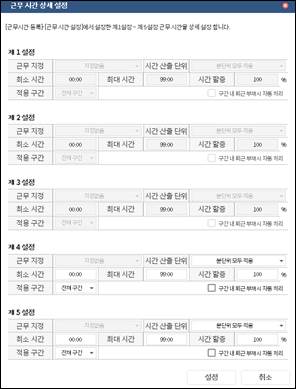 근무 시간 상세 설정
[근무시간 등록]-[근무 시간 설정]에서 설정한 제1설정 ~ 제5설정 근무 시간을 상세 설정 합니다.
제 1 설정
근무 지정 지정없음 시간 산출 단위 분단위 모두 적용
최소 시간 00:00 최대 시간 99:00 시간 할증 100 %
적용 구간 전체 구간 구간 내 퇴근 부재시 자동 처리
제 2 설정
근무 지정 지정없음 시간 산출 단위 분단위 모두 적용
최소 시간 00:00 최대 시간 99:00 시간 할증 100 %
적용 구간 전체 구간 구간 내 퇴근 부재시 자동 처리
제 3 설정
근무 지정 지정없음 시간 산출 단위 분단위 모두 적용
최소 시간 00:00 최대 시간 99:00 시간 할증 100 %
적용 구간 전체 구간 구간 내 퇴근 부재시 자동 처리
제 4 설정
근무 지정 지정없음 시간 산출 단위 분단위 모두 적용
최소 시간 00:00 최대 시간 99:00 시간 할증 100 %
적용 구간 전체 구간 구간 내 퇴근 부재시 자동 처리
제 5 설정
근무 지정 지정없음 시간 산출 단위 분단위 모두 적용
최소 시간 00:00 최대 시간 99:00 시간 할증 100 %
적용 구간 전체 구간 구간 내 퇴근 부재시 자동 처리
설정 취소